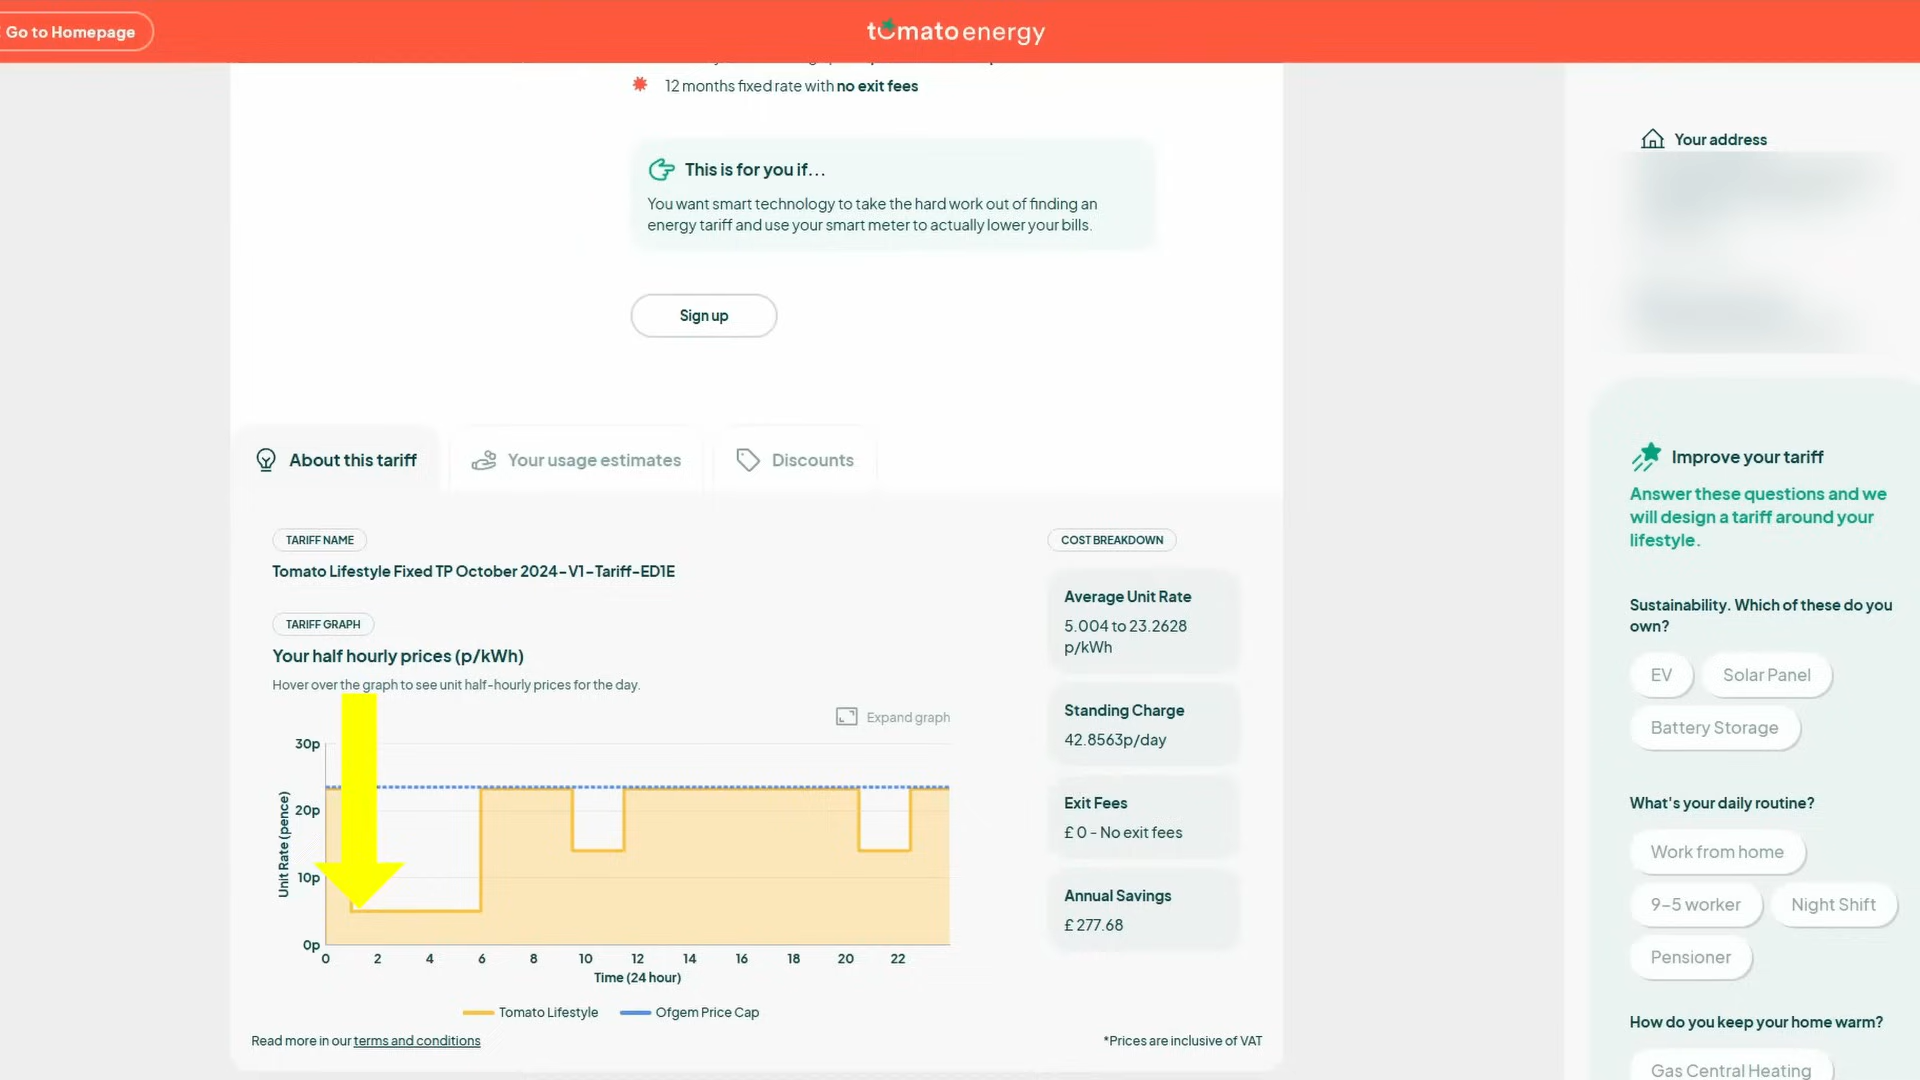 Go to Homepage
tomato energy
12 months fixed rate with no exit fees
This is for you if...
You want smart technology to take the hard work out of finding an
energy tariff and use your smart meter to actually lower your bills.
Sign up
About this tariff
Your usage estimates
Discounts
TARIFF NAME
Tomato Lifestyle Fixed TP October 2024-V1-Tariff-ED1E
TARIFF GRAPH
Your half hourly prices (p/kWh)
Hover over the graph to see unit half-hourly prices for the day.
Expand graph
30p
20p
10p
0p
Unit Rate (pence)
0 2 4 6 8 10 12 14 16 18 20 22
Time (24 hour)
Tomato Lifestyle
Ofgem Price Cap
Read more in our terms and conditions
*Prices are inclusive of VAT
COST BREAKDOWN
Average Unit Rate
5.004 to 23.2628
p/kWh
Standing Charge
42.8563p/day
Exit Fees
£ 0 - No exit fees
Annual Savings
£ 277.68
Your address
Improve your tariff
Answer these questions and we
will design a tariff around your
lifestyle.
Sustainability. Which of these do you
own?
EV
Solar Panel
Battery Storage
What's your daily routine?
Work from home
9-5 worker
Night Shift
Pensioner
How do you keep your home warm?
Gas Central Heating